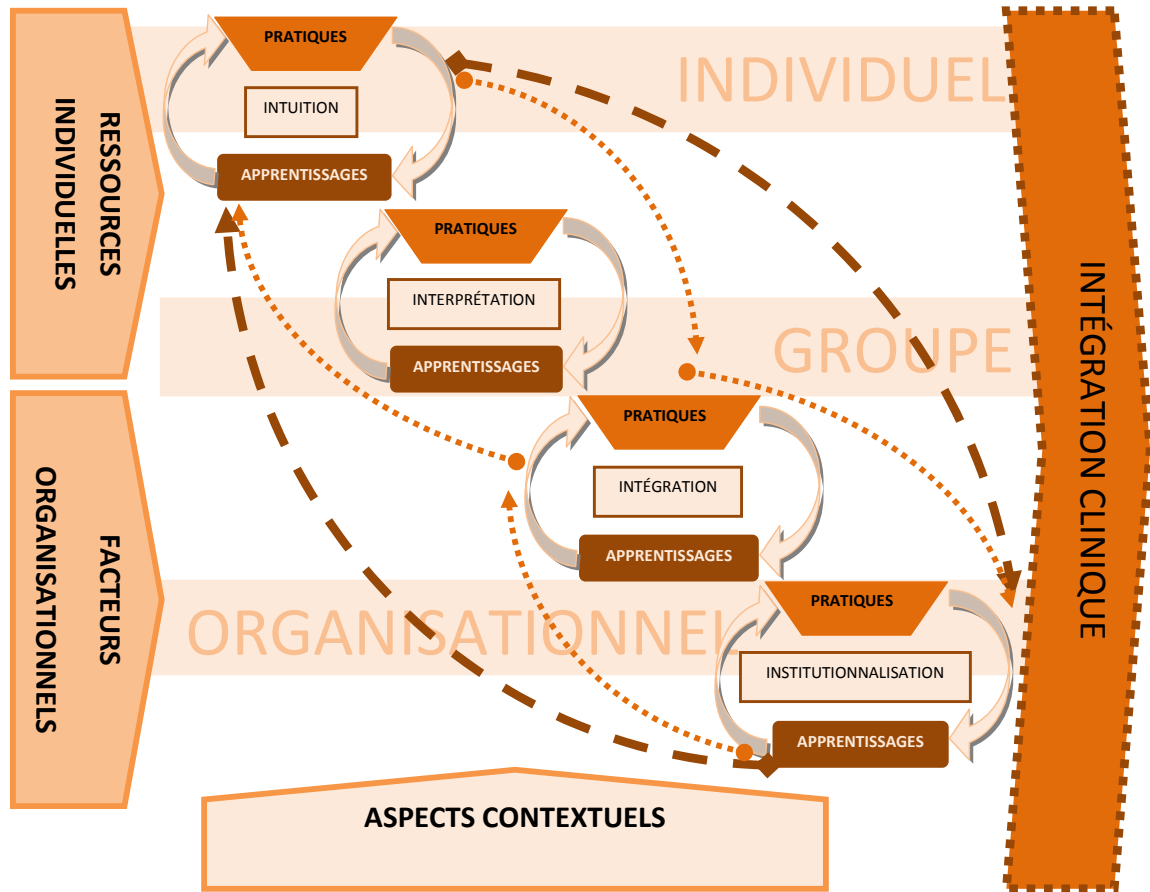 PRATIQUES
INDIVIDUEL
INTUITION
APPRENTISSAGES
RESSOURCES
INDIVIDUELLES
PRATIQUES
INTERPRÉTATION
GROUPE
APPRENTISSAGES
PRATIQUES
INTÉGRATION
APPRENTISSAGES
INTÉGRATION CLINIQUE
FACTEURS
ORGANISATIONNELS
PRATIQUES
ORGANISATIONNEL
INSTITUTIONNALISATION
APPRENTISSAGES
ASPECTS CONTEXTUELS